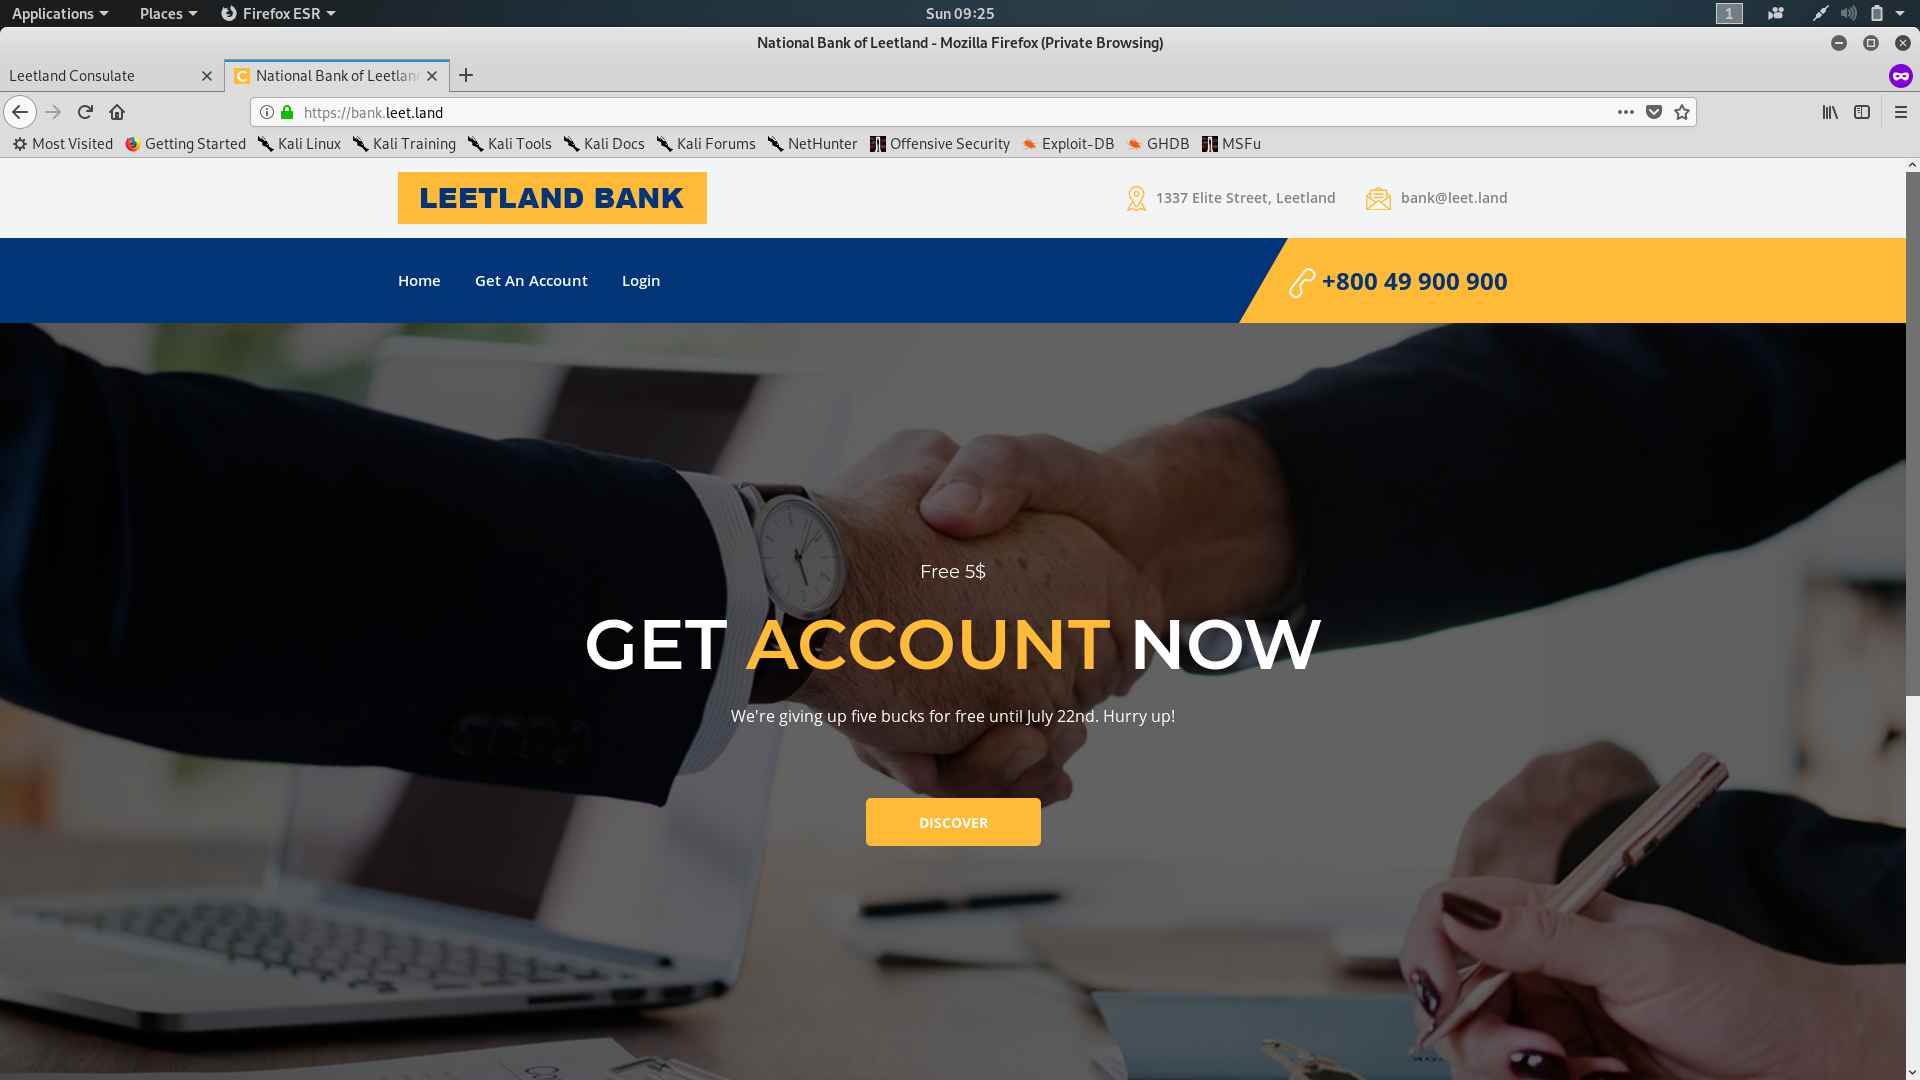 Applications Places Firefox ESR Sun 09:25 1
National Bank of Leetland - Mozilla Firefox (Private Browsing)
Leetland Consulate National Bank of Leetlan
https://bank.leet.land
Most Visited Getting Started Kali Linux Kali Training Kali Tools Kali Docs Kali Forums NetHunter Offensive Security Exploit-DB GHDB MSFu
LEETLAND BANK 1337 Elite Street, Leetland bank@leet.land
Home Get An Account Login +800 49 900 900
Free 5$
GET ACCOUNT NOW
We're giving up five bucks for free until July 22nd. Hurry up!
DISCOVER